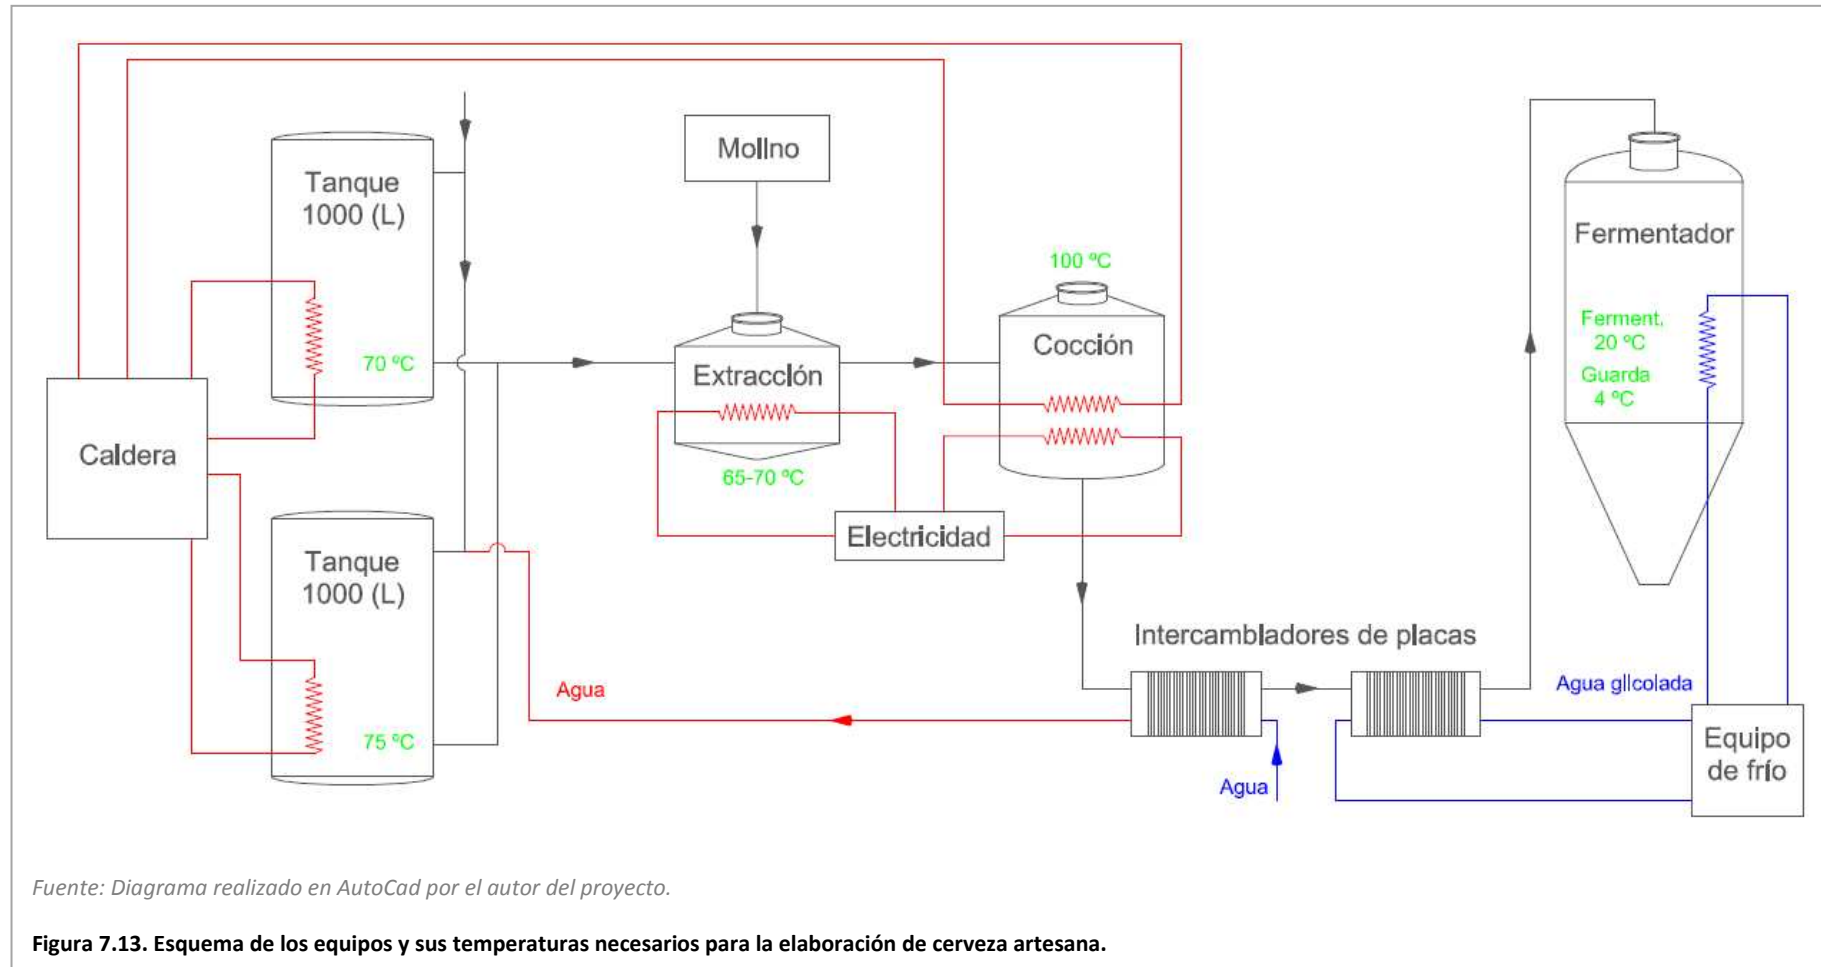 Tanque
1000 (L)
70 ºC
Mollno
100 ºC
Cocción
Extracclón
65-70 ºC
Electricidad
Caldera
Tanque
1000 (L)
75 ºC
Fermentador
Ferment.
20 ºC
Guarda
4 ºC
Intercambladores de placas
Agua
Agua gllcolada
Agua
Equipo
de frío
Fuente: Diagrama realizado en AutoCad por el autor del proyecto.
Figura 7.13. Esquema de los equipos y sus temperaturas necesarios para la elaboración de cerveza artesana.